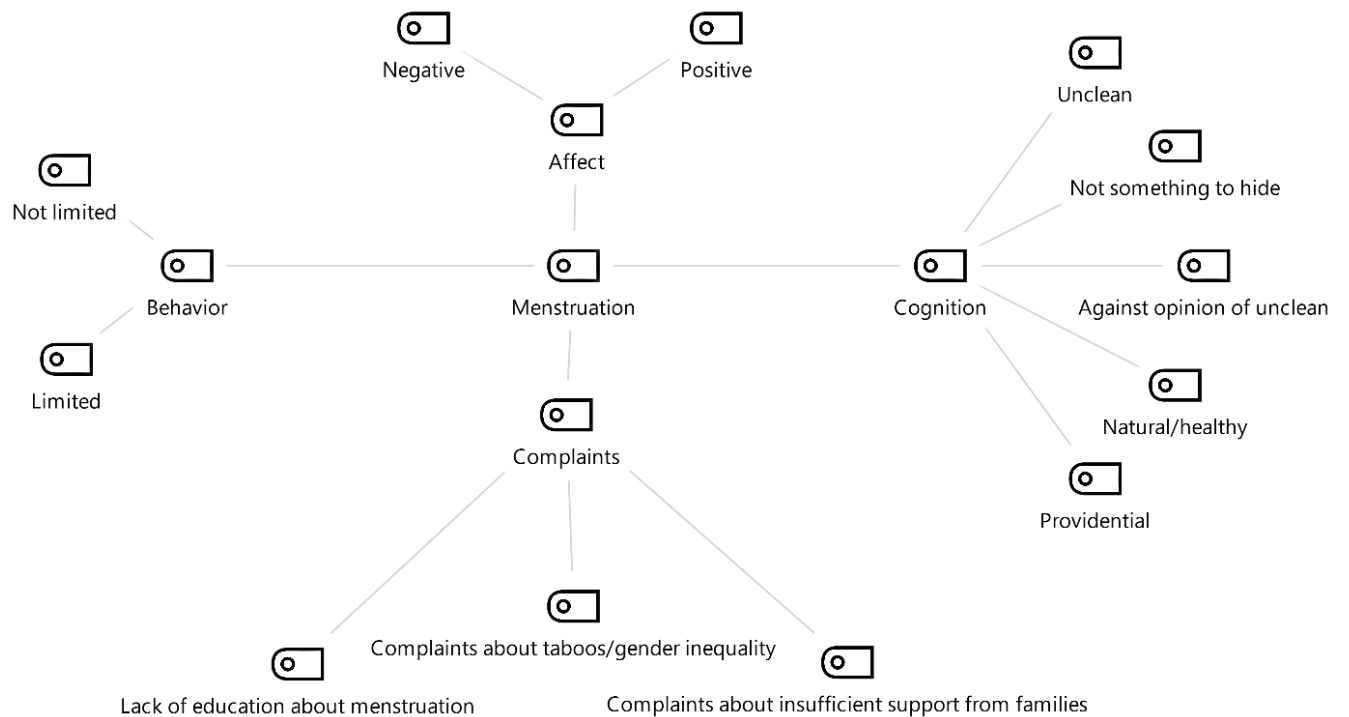 Negative
Positive
Unclean
Affect
Not something to hide
Not limited
Behavior
Menstruation
Cognition
Against opinion of unclean
Limited
Natural/healthy
Complaints
Providential
Complaints about taboos/gender inequality
Lack of education about menstruation
Complaints about insufficient support from families